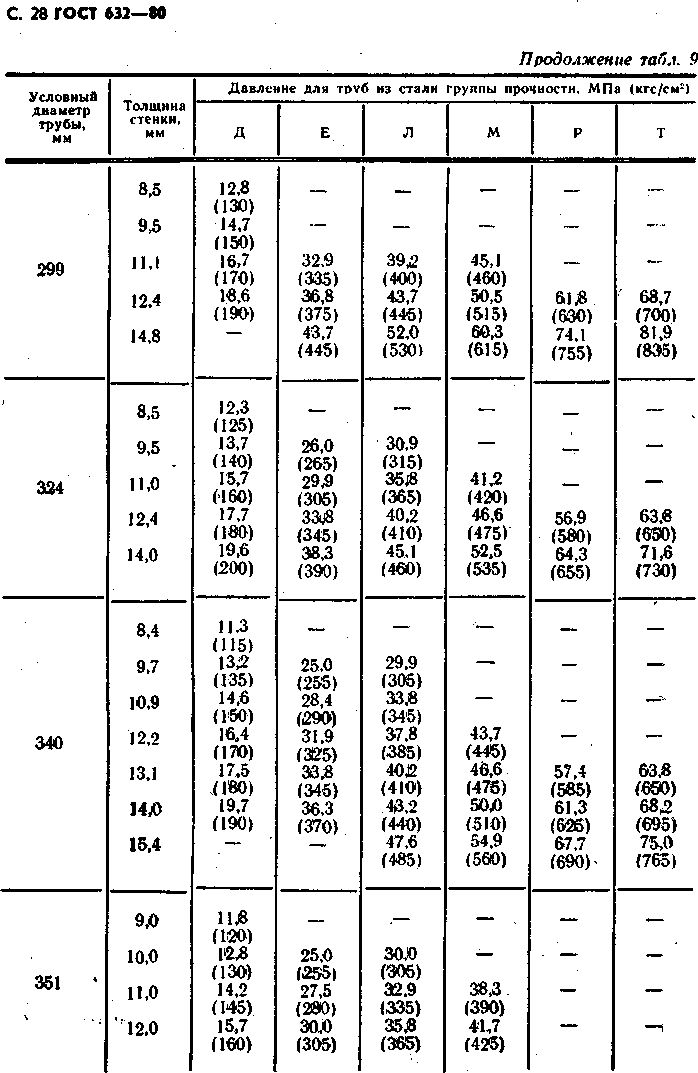 С. 28 ГОСТ 632—80
Продолжение табл. 9
Условный диаметр трубы, мм | Толщина стенки, мм | Давление для труб из стали группы прочности, МПа (кгс/см²)
Д | Е | Л | М | Р | Т
299
8,5 | 12,8 | — | — | — | — | —
(130)
9,5 | 14,7 | — | — | — | — | —
(150)
11,1 | 16,7 | 32,9 | 39,2 | 45,1 | — | —
(170) | (335) | (400) | (460)
12,4 | 18,6 | 36,8 | 43,7 | 50,5 | 61,8 | 68,7
(190) | (375) | (445) | (515) | (630) | (700)
14,8 | — | 43,7 | 52,0 | 60,3 | 74,1 | 81,9
(445) | (530) | (615) | (755) | (835)
324
8,5 | 12,3 | — | — | — | — | —
(125)
9,5 | 13,7 | 26,0 | 30,9 | — | — | —
(140) | (265) | (315)
11,0 | 15,7 | 29,9 | 35,8 | 41,2 | — | —
(160) | (305) | (365) | (420)
12,4 | 17,7 | 33,8 | 40,2 | 46,6 | 56,9 | 63,8
(180) | (345) | (410) | (475) | (580) | (650)
14,0 | 19,6 | 38,3 | 45,1 | 52,5 | 64,3 | 71,6
(200) | (390) | (460) | (535) | (655) | (730)
340
8,4 | 11,3 | — | — | — | — | —
(115)
9,7 | 13,2 | 25,0 | 29,9 | — | — | —
(135) | (255) | (305)
10,9 | 14,6 | 28,4 | 33,8 | — | — | —
(150) | (290) | (345)
12,2 | 16,4 | 31,9 | 37,8 | 43,7 | — | —
(170) | (325) | (385) | (445)
13,1 | 17,5 | 33,8 | 40,2 | 46,6 | 57,4 | 63,8
(180) | (345) | (410) | (475) | (585) | (650)
14,0 | 19,7 | 36,3 | 43,2 | 50,0 | 61,3 | 68,2
(190) | (370) | (440) | (510) | (625) | (695)
15,4 | — | — | 47,6 | 54,9 | 67,7 | 75,0
(485) | (560) | (690) | (765)
351
9,0 | 11,8 | — | — | — | — | —
(120)
10,0 | 12,8 | 25,0 | 30,0 | — | — | —
(130) | (255) | (305)
11,0 | 14,2 | 27,5 | 32,9 | 38,3 | — | —
(145) | (280) | (335) | (390)
12,0 | 15,7 | 30,0 | 35,8 | 41,7 | — | —
(160) | (305) | (365) | (425)